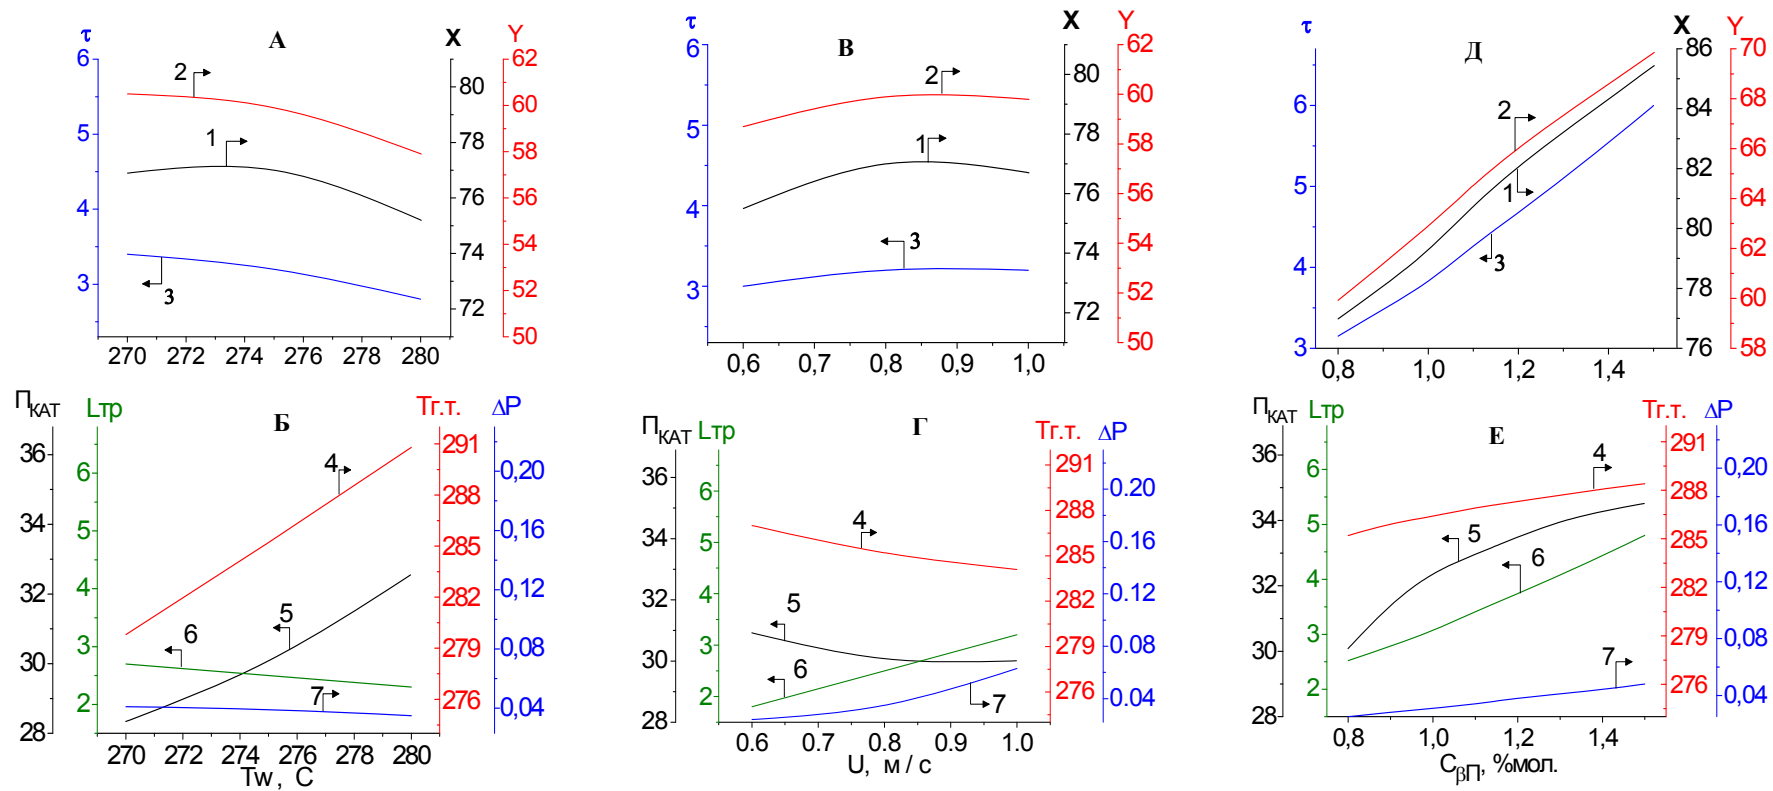 τ А X Y
6 5 4 3
80 78 76 74 72
60 58 56 54 52 50
2 1 3
270 272 274 276 278 280
τ В X Y
6 5 4 3
80 78 76 74 72
62 60 58 56 54 52 50
2 1 3
0,6 0,7 0,8 0,9 1,0
τ Д X Y
6 5 4 3
86 84 82 80 78 76
70 68 66 64 62 60 58
2 1 3
0,8 1,0 1,2 1,4
ПКАТ Lтр Б Тг.т. ΔP
36 34 32 30 28
6 5 4 3 2
291 288 285 282 279 276
0,20 0,16 0,12 0,08 0,04
4 5 6 7
270 272 274 276 278 280
Tw, C
ПКАТ Lтр Г Тг.т. ΔP
36 34 32 30 28
6 5 4 3 2
291 288 285 282 279 276
0.20 0.16 0.12 0.08 0.04
4 5 6 7
0.6 0.7 0.8 0.9 1.0
U, м / с
ПКАТ Lтр Е Тг.т. ΔP
36 34 32 30 28
6 5 4 3 2
291 288 285 282 279 276
0,20 0,16 0,12 0,08 0,04
4 5 6 7
0,8 1,0 1,2 1,4
CβП, %мол.